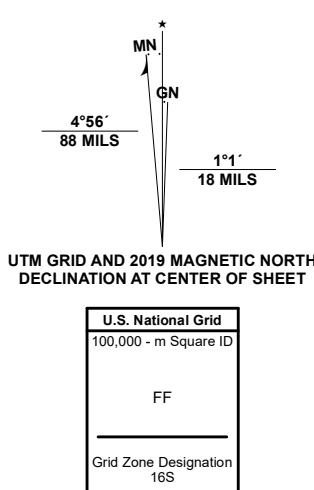 ★
MN
GN
4°56´
88 MILS
1°1´
18 MILS
UTM GRID AND 2019 MAGNETIC NORTH
DECLINATION AT CENTER OF SHEET
U.S. National Grid
100,000 - m Square ID
FF
Grid Zone Designation
16S